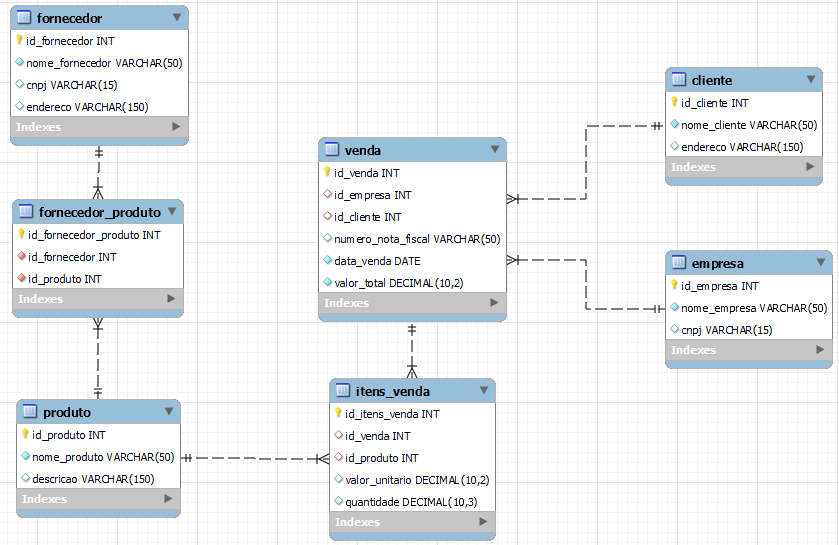 fornecedor
id_fornecedor INT
nome_fornecedor VARCHAR(50)
cnpj VARCHAR(15)
endereco VARCHAR(150)
Indexes
fornecedor_produto
id_fornecedor_produto INT
id_fornecedor INT
id_produto INT
Indexes
produto
id_produto INT
nome_produto VARCHAR(50)
descricao VARCHAR(150)
Indexes
venda
id_venda INT
id_empresa INT
id_cliente INT
numero_nota_fiscal VARCHAR(50)
data_venda DATE
valor_total DECIMAL(10,2)
Indexes
itens_venda
id_itens_venda INT
id_venda INT
id_produto INT
valor_unitario DECIMAL(10,2)
quantidade DECIMAL(10,3)
Indexes
cliente
id_cliente INT
nome_cliente VARCHAR(50)
endereco VARCHAR(150)
Indexes
empresa
id_empresa INT
nome_empresa VARCHAR(50)
cnpj VARCHAR(15)
Indexes